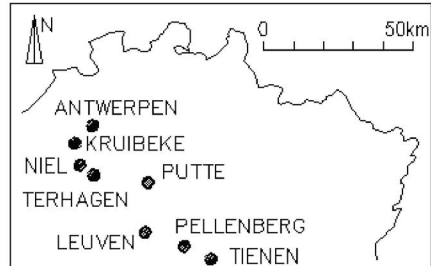 N
0 50km
ANTWERPEN
KRUIBEKE
NIEL
PUTTE
TERHAGEN
PELLENBERG
LEUVEN
TIENEN